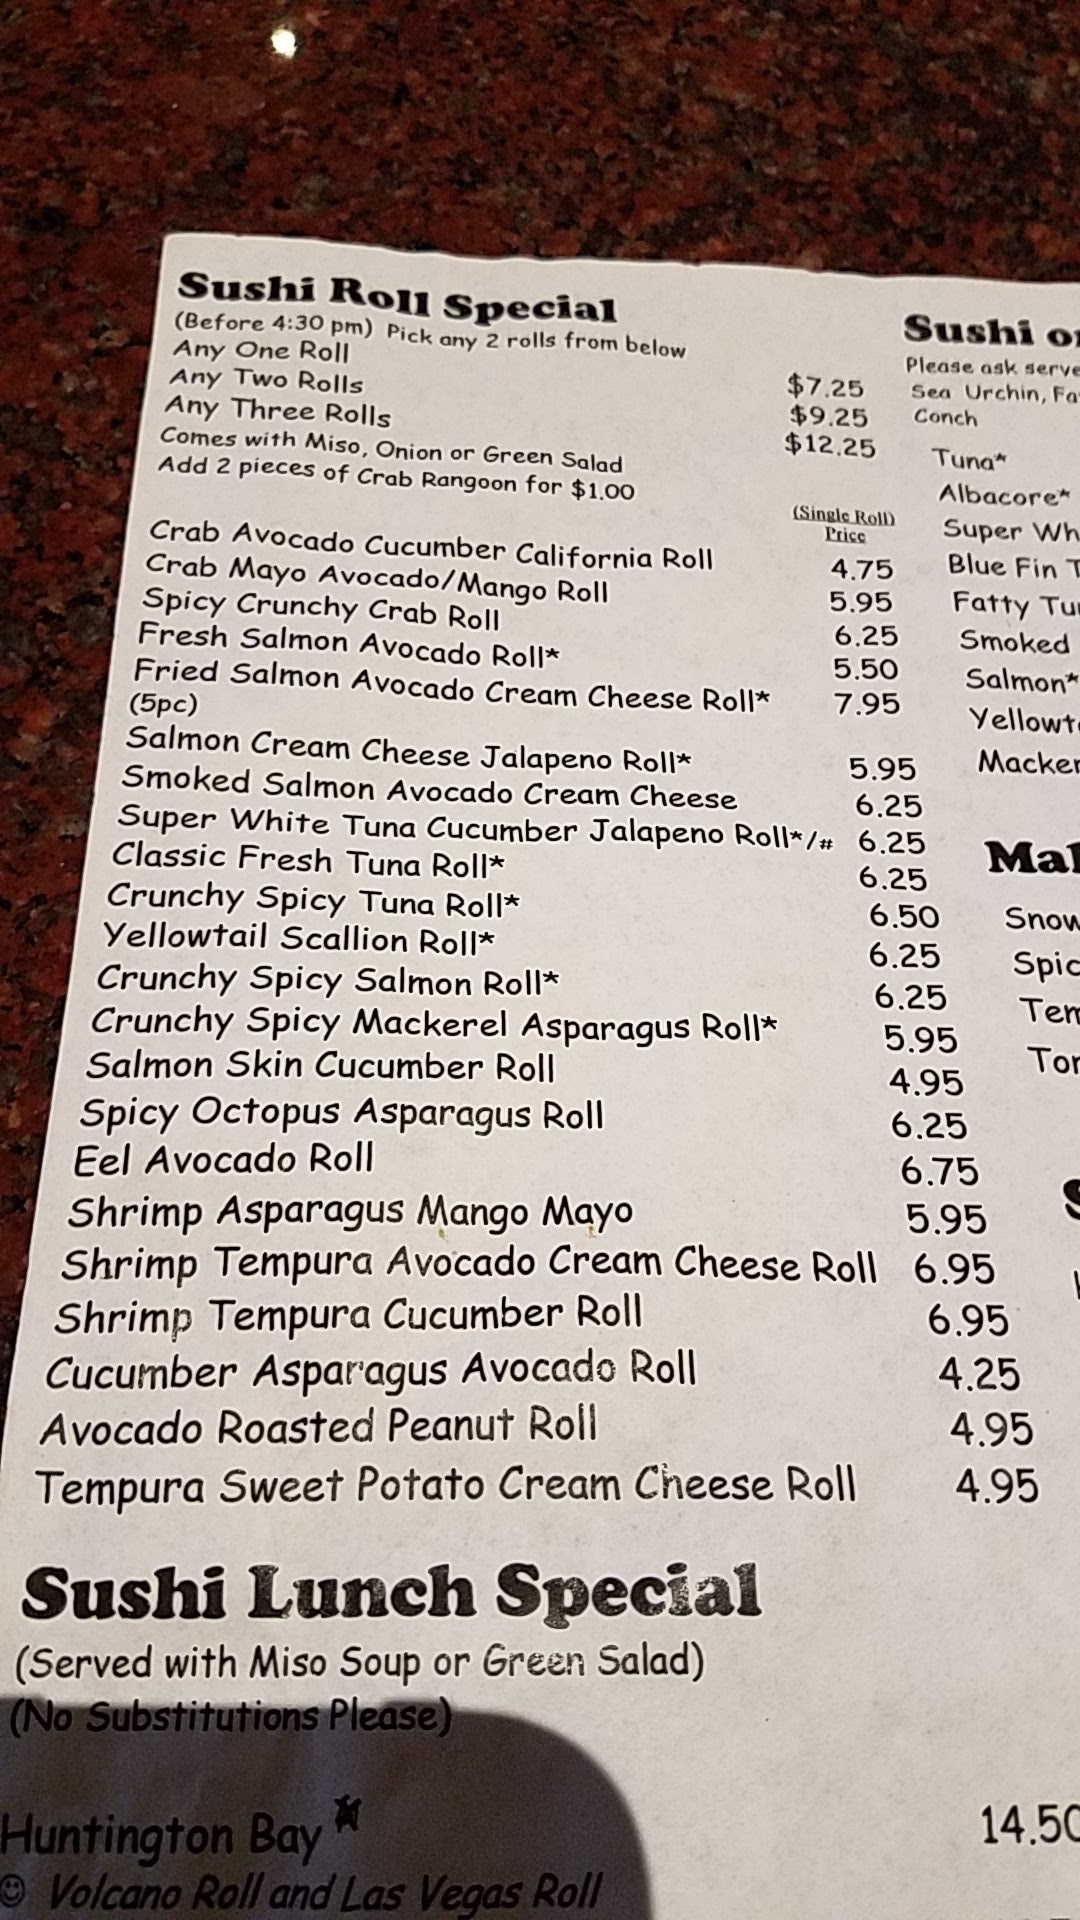 Sushi Roll Special
(Before 4:30 pm) Pick any 2 rolls from below
Any One Roll $7.25
Any Two Rolls $9.25
Any Three Rolls $12.25
Comes with Miso, Onion or Green Salad
Add 2 pieces of Crab Rangoon for $1.00
(Single Roll)
Price
Crab Avocado Cucumber California Roll 4.75
Crab Mayo Avocado/Mango Roll 5.95
Spicy Crunchy Crab Roll 6.25
Fresh Salmon Avocado Roll* 5.50
Fried Salmon Avocado Cream Cheese Roll* 7.95
(5pc)
Salmon Cream Cheese Jalapeno Roll* 5.95
Smoked Salmon Avocado Cream Cheese 6.25
Super White Tuna Cucumber Jalapeno Roll*/# 6.25
Classic Fresh Tuna Roll* 6.25
Crunchy Spicy Tuna Roll* 6.50
Yellowtail Scallion Roll* 6.25
Crunchy Spicy Salmon Roll* 6.25
Crunchy Spicy Mackerel Asparagus Roll* 5.95
Salmon Skin Cucumber Roll 4.95
Spicy Octopus Asparagus Roll 6.25
Eel Avocado Roll 6.75
Shrimp Asparagus Mango Mayo 5.95
Shrimp Tempura Avocado Cream Cheese Roll 6.95
Shrimp Tempura Cucumber Roll 6.95
Cucumber Asparagus Avocado Roll 4.25
Avocado Roasted Peanut Roll 4.95
Tempura Sweet Potato Cream Cheese Roll 4.95
Sushi Lunch Special
(Served with Miso Soup or Green Salad)
(No Substitutions Please)
Huntington Bay 14.50
Volcano Roll and Las Vegas Roll
Sushi
Please ask
Sea Urchin,
Conch
Tuna*
Albacore*
Super
Blue Fin
Fatty
Smoked
Salmon*